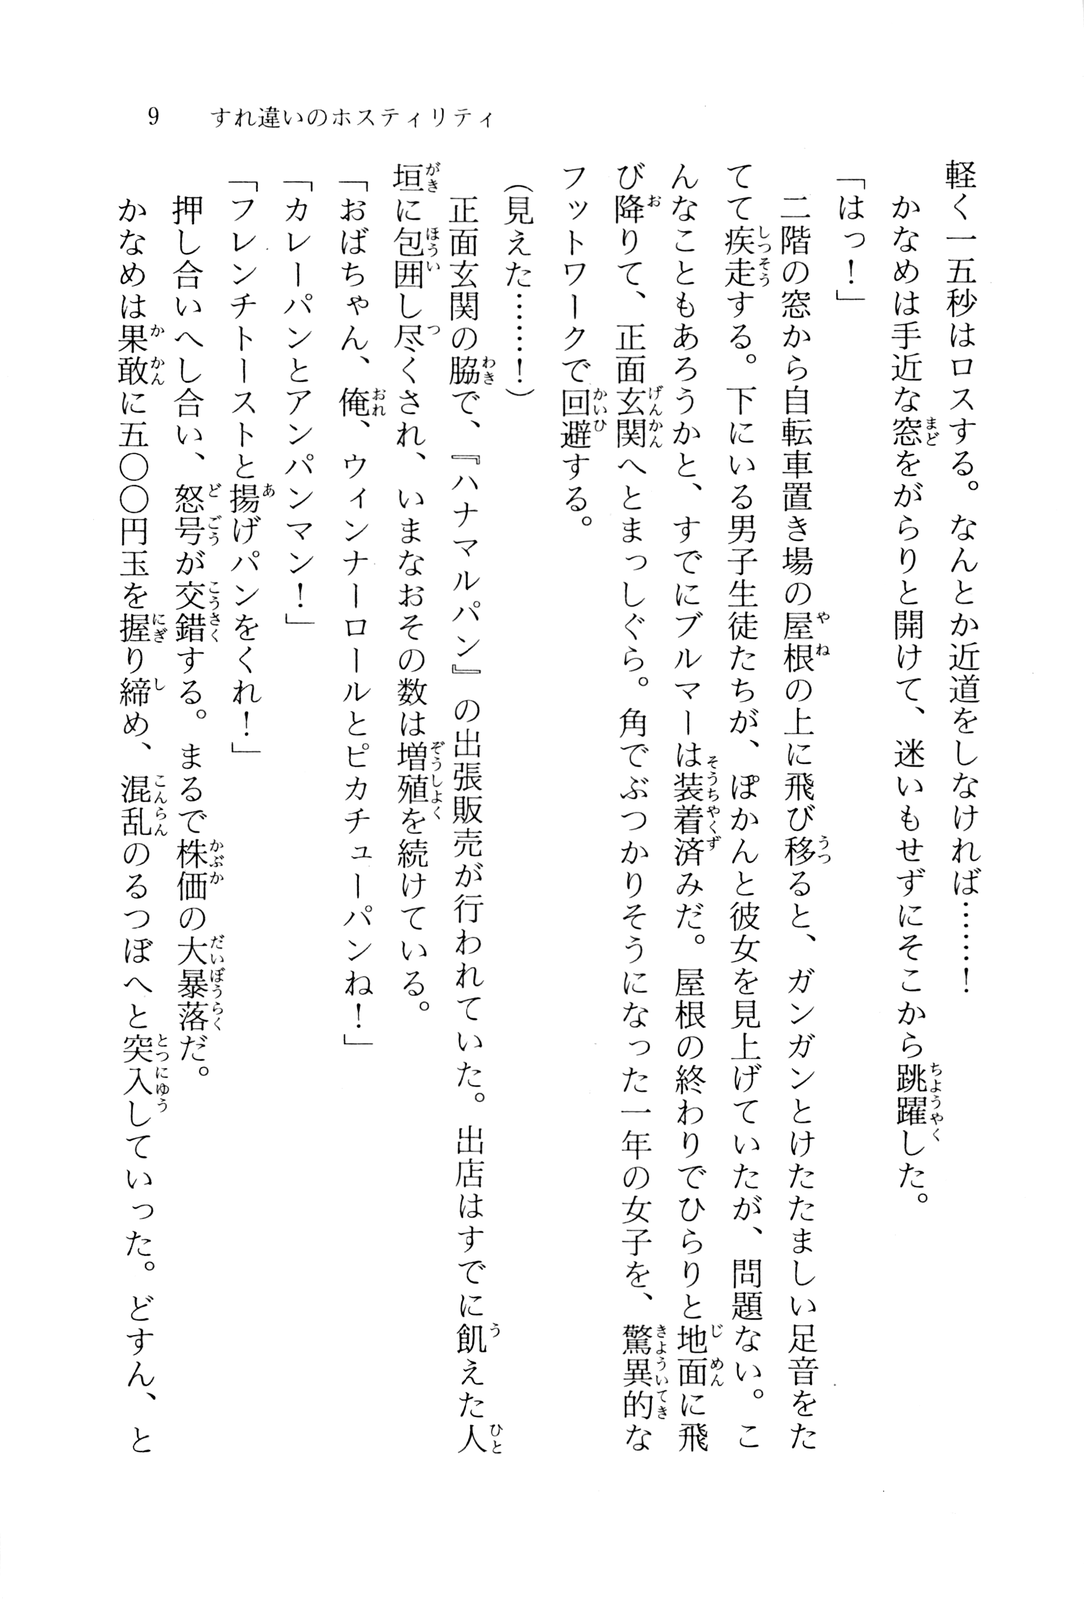 9　すれ違いのホスティリティ
軽く一五秒はロスする。なんとか近道をしなければ……！
　かなめは手近な窓をがらりと開けて、迷いもせずにそこから跳躍した。
「はっ！」
　二階の窓から自転車置き場の屋根の上に飛び移ると、ガンガンとけたたましい足音をた
てて疾走する。下にいる男子生徒たちが、ぽかんと彼女を見上げていたが、問題ない。こ
んなこともあろうかと、すでにブルマーは装着済みだ。屋根の終わりでひらりと地面に飛
び降りて、正面玄関へとまっしぐら。角でぶつかりそうになった一年の女子を、驚異的な
フットワークで回避する。
（見えた……！）
　正面玄関の脇で、『ハナマルパン』の出張販売が行われていた。出店はすでに飢えた人
垣に包囲し尽くされ、いまなおその数は増殖を続けている。
「おばちゃん、俺、ウィンナーロールとピカチューパンね！」
「カレーパンとアンパンマン！」
「フレンチトーストと揚げパンをくれ！」
　押し合いへし合い、怒号が交錯する。まるで株価の大暴落だ。
　かなめは果敢に五〇〇円玉を握り締め、混乱のるつぼへと突入していった。どすん、と